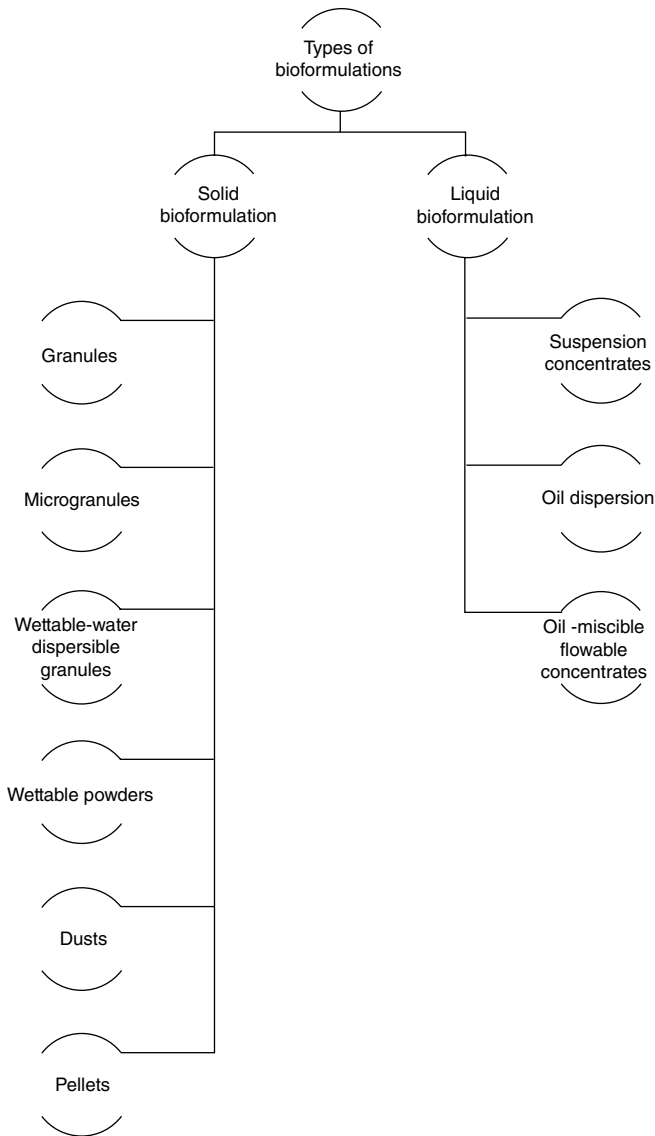 Types of
bioformulations
Solid
bioformulation
Liquid
bioformulation
Granules
Microgranules
Wettable-water
dispersible
granules
Wettable powders
Dusts
Pellets
Suspension
concentrates
Oil dispersion
Oil -miscible
flowable
concentrates